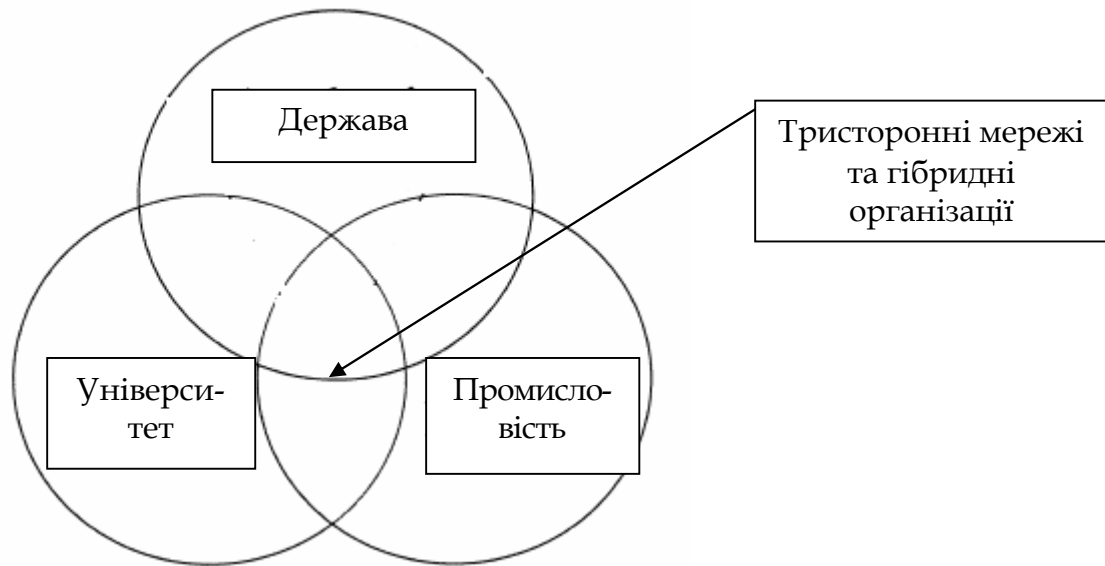 Держава
Тристоронні мережі
та гібридні
організації
Універси-
тет
Промисло-
вість